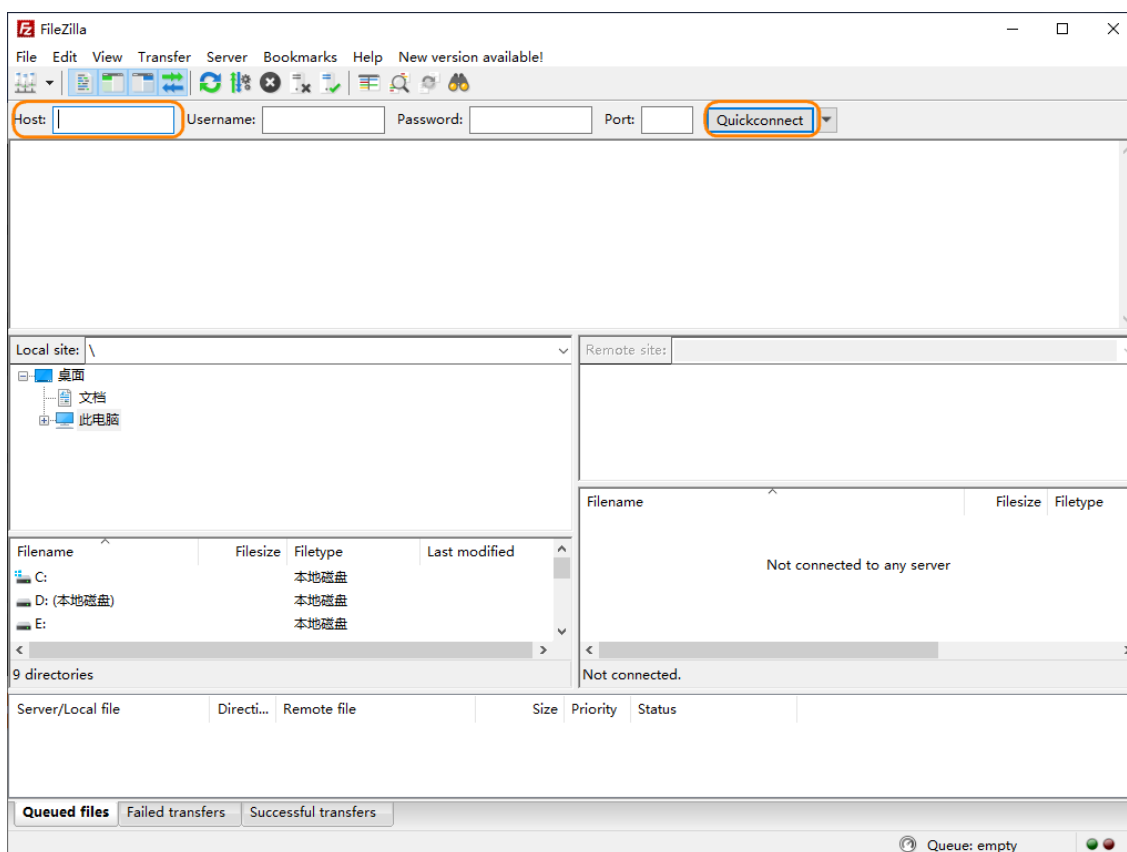 FileZilla
File Edit View Transfer Server Bookmarks Help New version available!
Host: Username: Password: Port: Quickconnect
Local site: \
Remote site:
桌面
文档
此电脑
Filename Filesize Filetype Last modified
C: 本地磁盘
D: (本地磁盘) 本地磁盘
E: 本地磁盘
9 directories
Filename Filesize Filetype
Not connected to any server
Not connected.
Server/Local file Directi... Remote file Size Priority Status
Queued files Failed transfers Successful transfers
Queue: empty